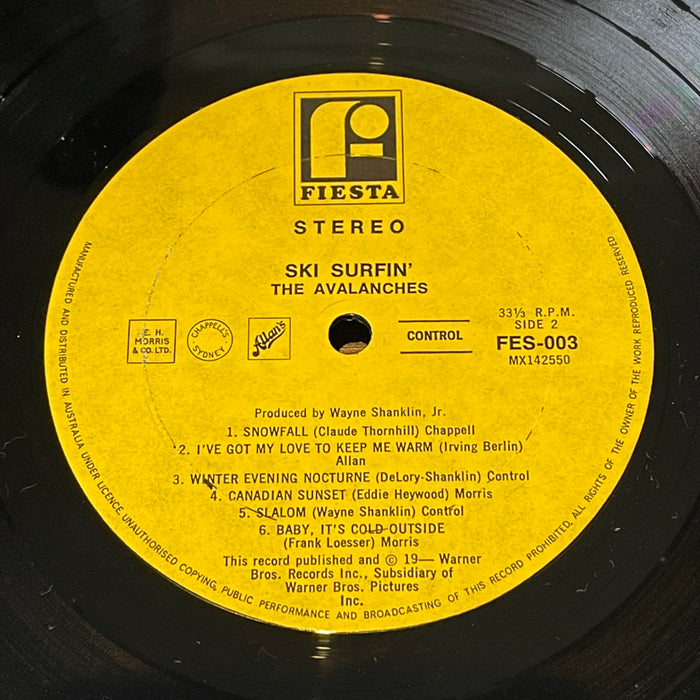 FIESTA
STEREO
SKI SURFIN'
THE AVALANCHES
E. H.
MORRIS
& CO. LTD.
CHAPPELL'S
SYDNEY
Allan's
CONTROL
33⅓ R.P.M.
SIDE 2
FES-003
MX142550
Produced by Wayne Shanklin, Jr.
1. SNOWFALL (Claude Thornhill) Chappell
2. I'VE GOT MY LOVE TO KEEP ME WARM (Irving Berlin)
Allan
3. WINTER EVENING NOCTURNE (DeLory-Shanklin) Control
4. CANADIAN SUNSET (Eddie Heywood) Morris
5. SLALOM (Wayne Shanklin) Control
6. BABY, IT'S COLD OUTSIDE
(Frank Loesser) Morris
This record published and © 19— Warner
Bros. Records Inc., Subsidiary of
Warner Bros. Pictures
Inc.
MANUFACTURED AND DISTRIBUTED IN AUSTRALIA UNDER LICENCE. UNAUTHORISED COPYING, PUBLIC PERFORMANCE AND BROADCASTING OF THIS RECORD PROHIBITED. ALL RIGHTS OF THE OWNER OF THE WORK REPRODUCED RESERVED